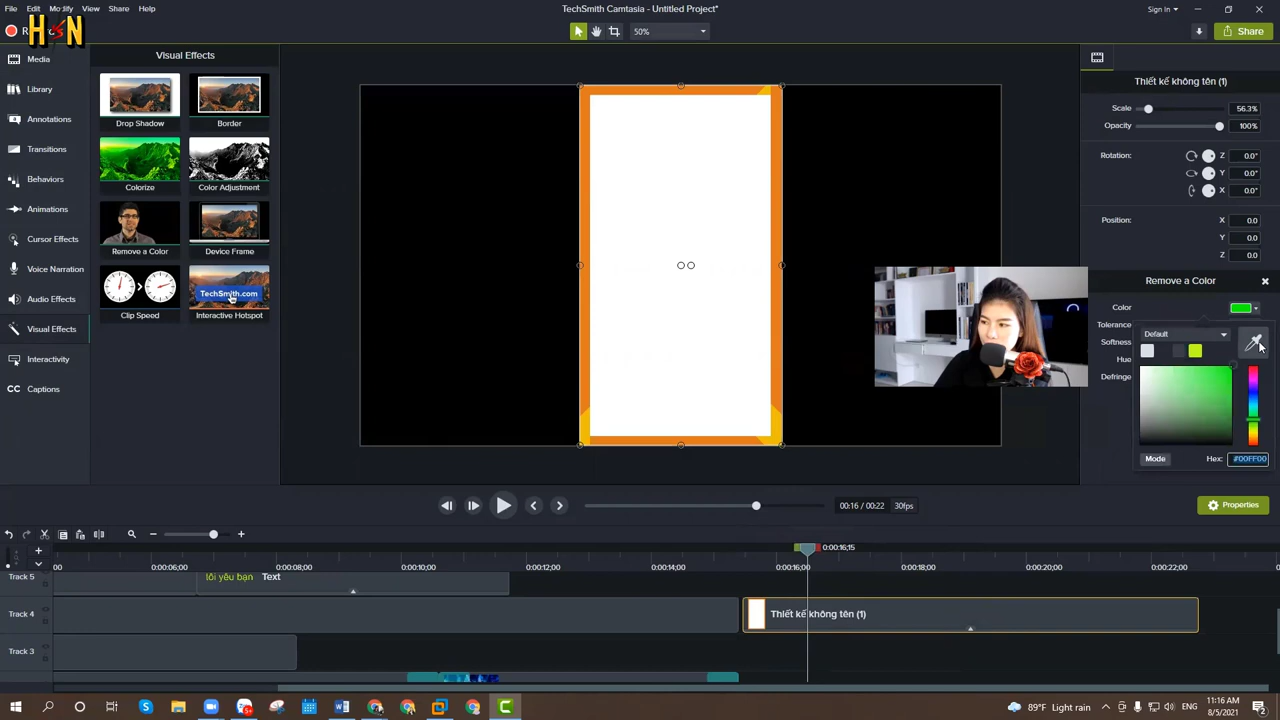 File Edit Modify View Share Help
TechSmith Camtasia - Untitled Project*
Sign In
HSN
50%
Share
Media
Library
Annotations
Transitions
Behaviors
Animations
Cursor Effects
Voice Narration
Audio Effects
Visual Effects
Interactivity
Captions
Visual Effects
Drop Shadow
Border
Colorize
Color Adjustment
Remove a Color
Device Frame
TechSmith.com
Clip Speed
Interactive Hotspot
Thiết kế không tên (1)
Scale 56.3%
Opacity 100%
Rotation: Z 0.0°
Y 0.0°
X 0.0°
Position: X 0.0
Y 0.0
Z 0.0
Remove a Color
Color
Tolerance
Softness
Hue
Defringe
Default
Mode Hex: #00FF00
00:16 / 00:22 30fps
Properties
0:00:16;15
00 0:00:06;00 0:00:08;00 0:00:10;00 0:00:12;00 0:00:14;00 0:00:16;00 0:00:18;00 0:00:20;00 0:00:22;00
Track 5
lôi yêu bạn Text
Track 4
Thiết kế không tên (1)
Track 3
89°F Light rain
11:16 AM
8/5/2021